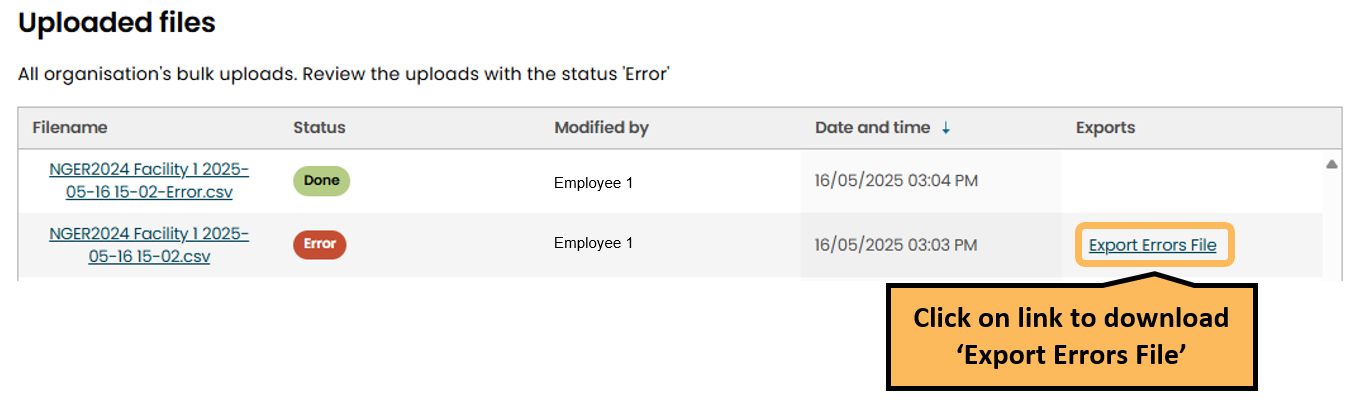 Uploaded files
All organisation's bulk uploads. Review the uploads with the status 'Error'
Filename Status Modified by Date and time ↓ Exports
NGER2024 Facility 1 2025-
05-16 15-02-Error.csv
Done
Employee 1
16/05/2025 03:04 PM
NGER2024 Facility 1 2025-
05-16 15-02.csv
Error
Employee 1
16/05/2025 03:03 PM
Export Errors File
Click on link to download
‘Export Errors File’